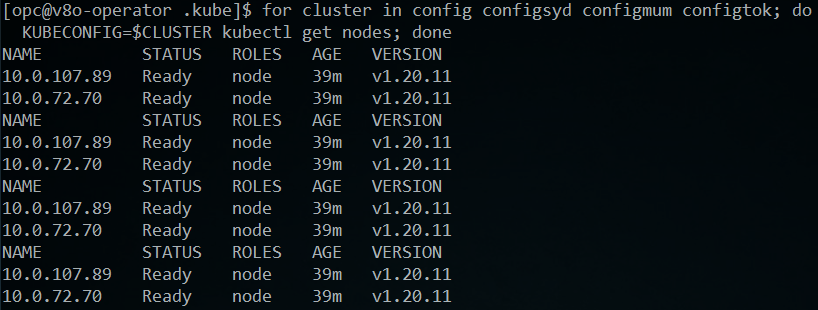 [opc@v8o-operator .kube]$ for cluster in config configsyd configmum configtok; do
  KUBECONFIG=$CLUSTER kubectl get nodes; done
NAME          STATUS   ROLES   AGE   VERSION
10.0.107.89   Ready    node    39m   v1.20.11
10.0.72.70    Ready    node    39m   v1.20.11
NAME          STATUS   ROLES   AGE   VERSION
10.0.107.89   Ready    node    39m   v1.20.11
10.0.72.70    Ready    node    39m   v1.20.11
NAME          STATUS   ROLES   AGE   VERSION
10.0.107.89   Ready    node    39m   v1.20.11
10.0.72.70    Ready    node    39m   v1.20.11
NAME          STATUS   ROLES   AGE   VERSION
10.0.107.89   Ready    node    39m   v1.20.11
10.0.72.70    Ready    node    39m   v1.20.11